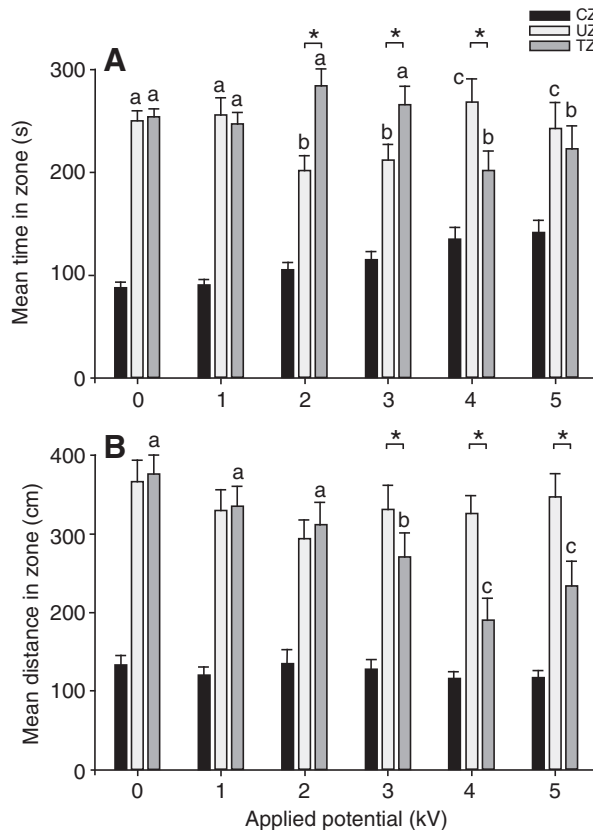 CZ
UZ
TZ
A
* * *
300
200
100
0
Mean time in zone (s)
a a a a b a b a c b c b
0 1 2 3 4 5
B
* * *
400
300
200
100
0
Mean distance in zone (cm)
a a a b c c
0 1 2 3 4 5
Applied potential (kV)